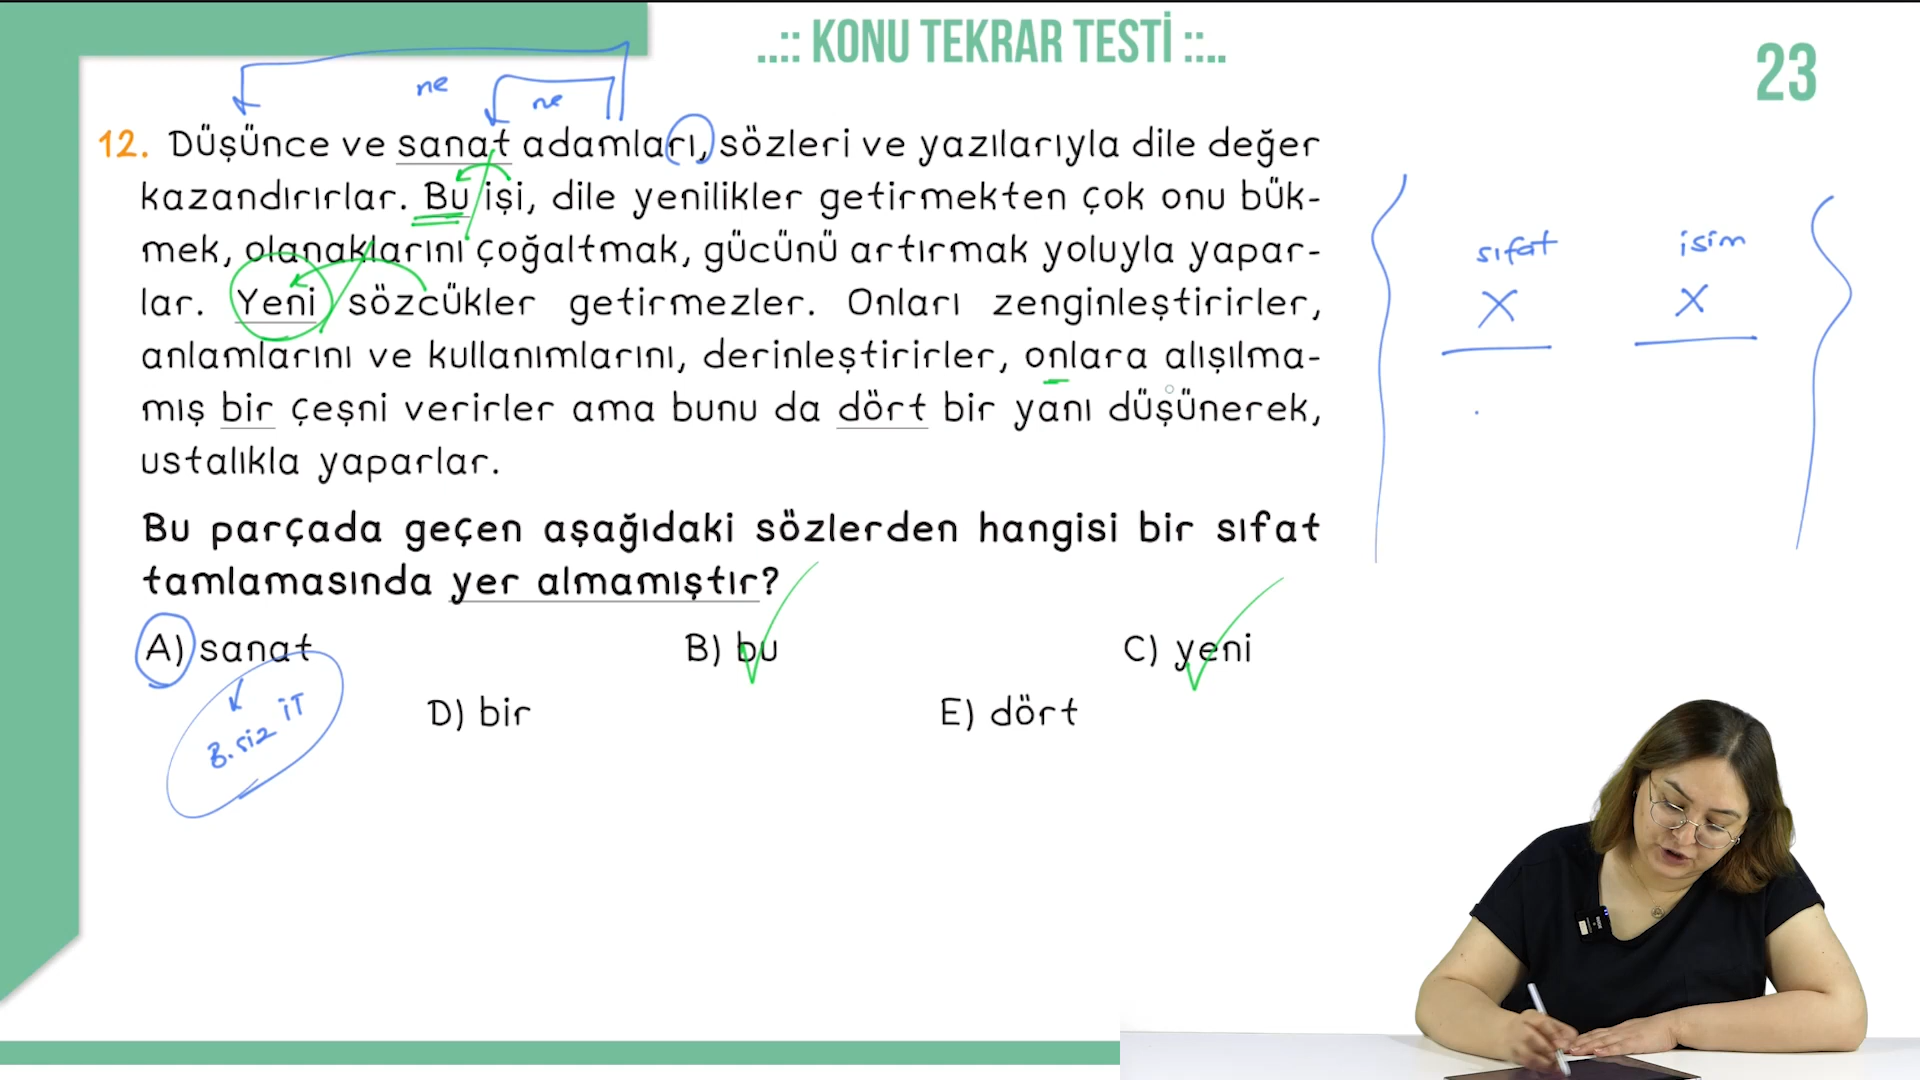 ..:: KONU TEKRAR TESTİ ::..
23
ne
ne
12. Düşünce ve sanat adamları, sözleri ve yazılarıyla dile değer
kazandırırlar. Bu işi, dile yenilikler getirmekten çok onu bük-
mek, olanaklarını çoğaltmak, gücünü artırmak yoluyla yapar-
lar. Yeni sözcükler getirmezler. Onları zenginleştirirler,
anlamlarını ve kullanımlarını, derinleştirirler, onlara alışılma-
mış bir çeşni verirler ama bunu da dört bir yanı düşünerek,
ustalıkla yaparlar.
sıfat isim
X X
Bu parçada geçen aşağıdaki sözlerden hangisi bir sıfat
tamlamasında yer almamıştır?
A) sanat B) bu C) yeni
D) bir E) dört
B.siz İT